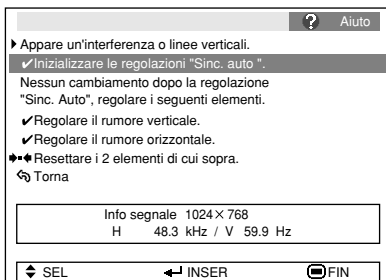 ? Aiuto
Appare un'interferenza o linee verticali.
✔Inizializzare le regolazioni "Sinc. auto ".
Nessun cambiamento dopo la regolazione
"Sinc. Auto", regolare i seguenti elementi.
✔Regolare il rumore verticale.
✔Regolare il rumore orizzontale.
Resettare i 2 elementi di cui sopra.
Torna
Info segnale 1024×768
H 48.3 kHz / V 59.9 Hz
SEL INSER FIN